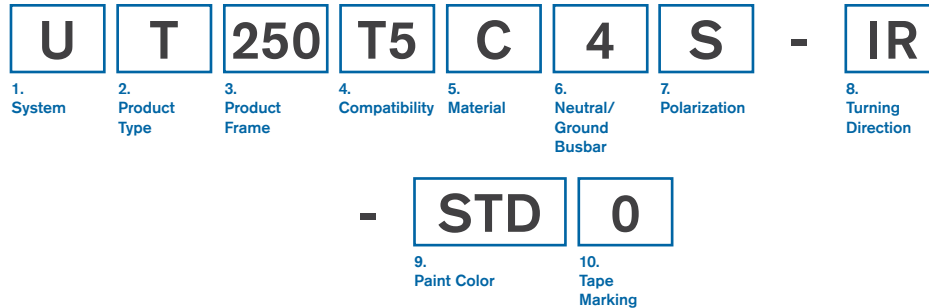 U T 250 T5 C 4 S - IR
1. 2. 3. 4. 5. 6. 7. 8.
System Product Product Compatibility Material Neutral/ Polarization Turning
Type Frame Ground Direction
Busbar
- STD 0
9. 10.
Paint Color Tape
Marking